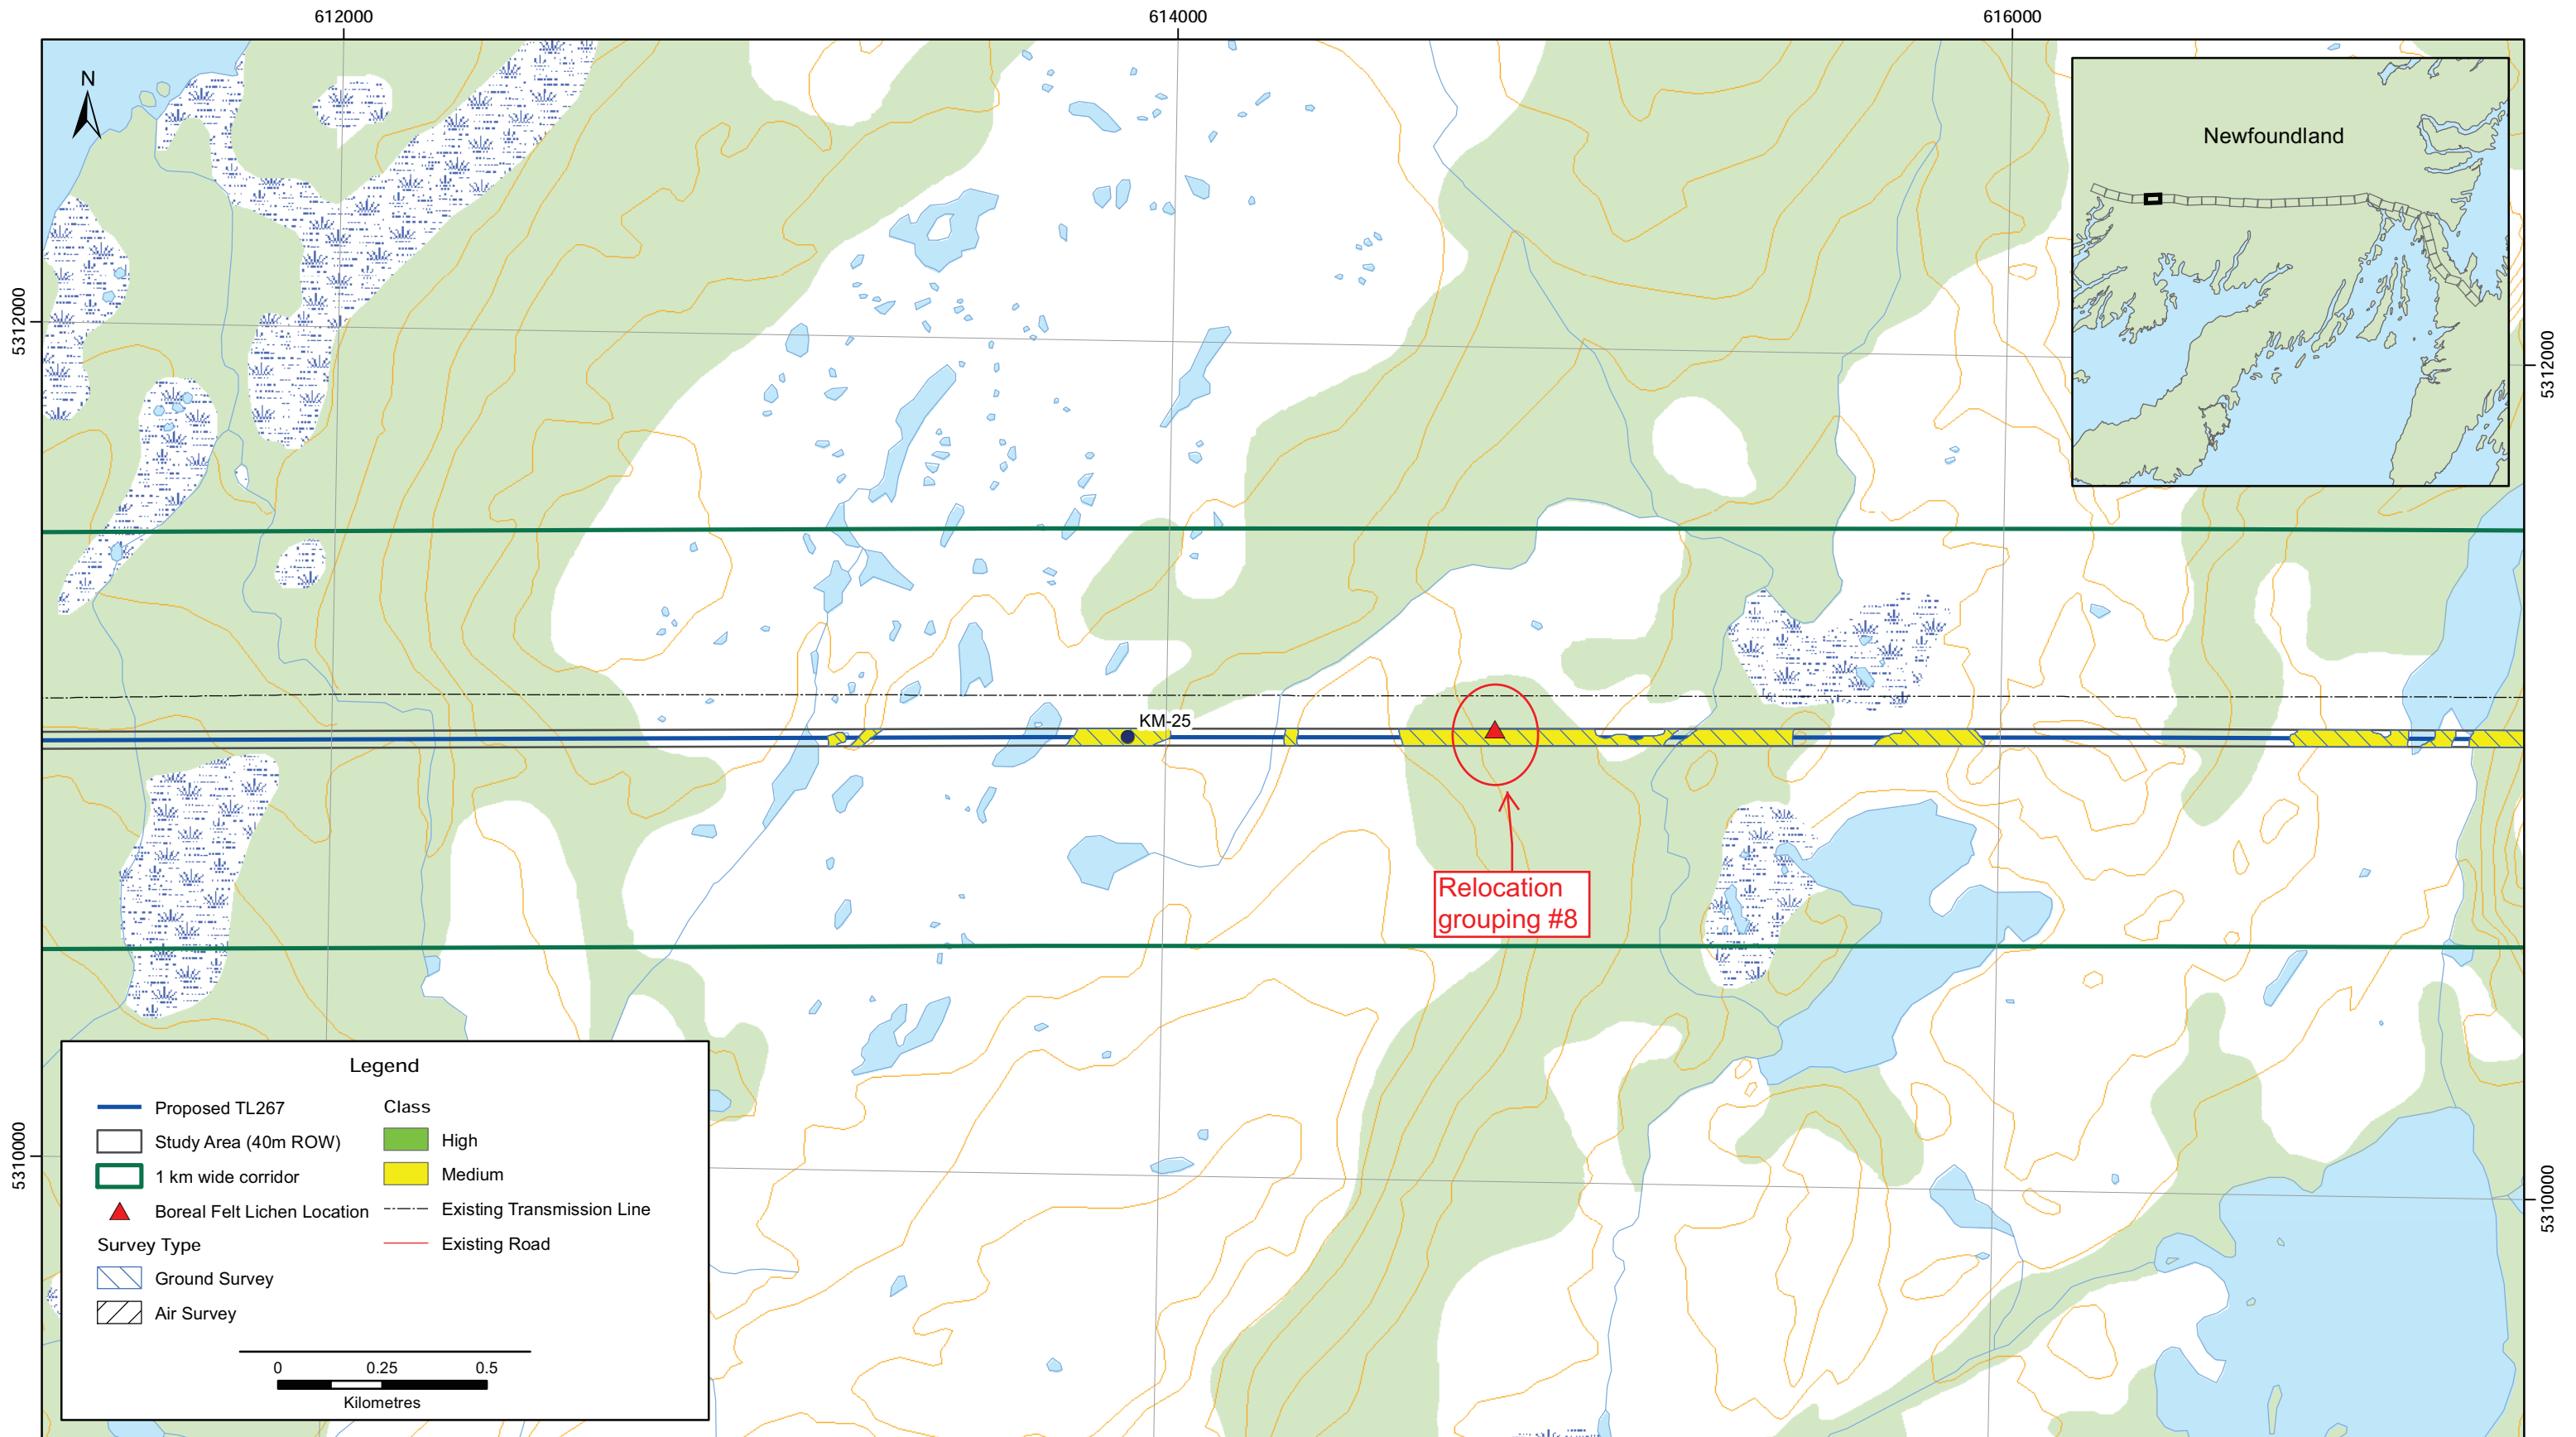 612000
614000
616000
N
Newfoundland
5312000
5312000
KM-25
Relocation
grouping #8
5310000
5310000
Legend
Proposed TL267
Study Area (40m ROW)
1 km wide corridor
Boreal Felt Lichen Location
Survey Type
Ground Survey
Air Survey
Class
High
Medium
Existing Transmission Line
Existing Road
0 0.25 0.5
Kilometres